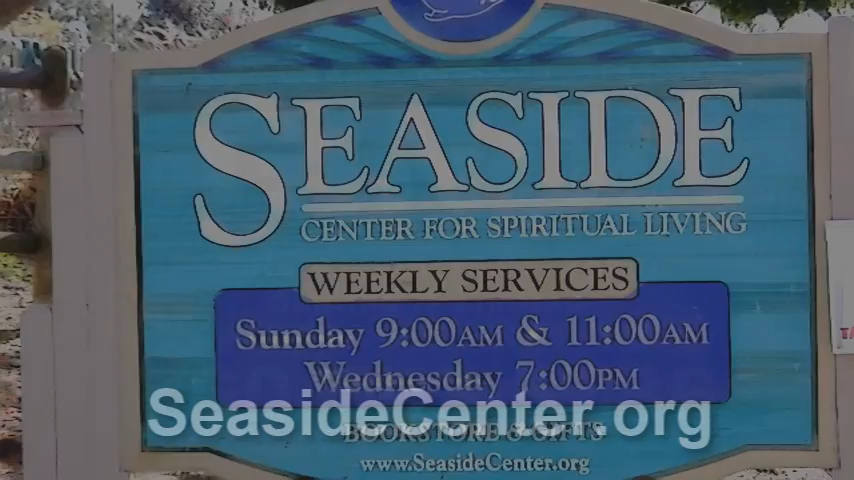 SEASIDE
CENTER FOR SPIRITUAL LIVING
WEEKLY SERVICES
Sunday 9:00AM & 11:00AM
Wednesday 7:00PM
SeasideCenter.org
BOOKSTORE & GIFTS
www.SeasideCenter.org